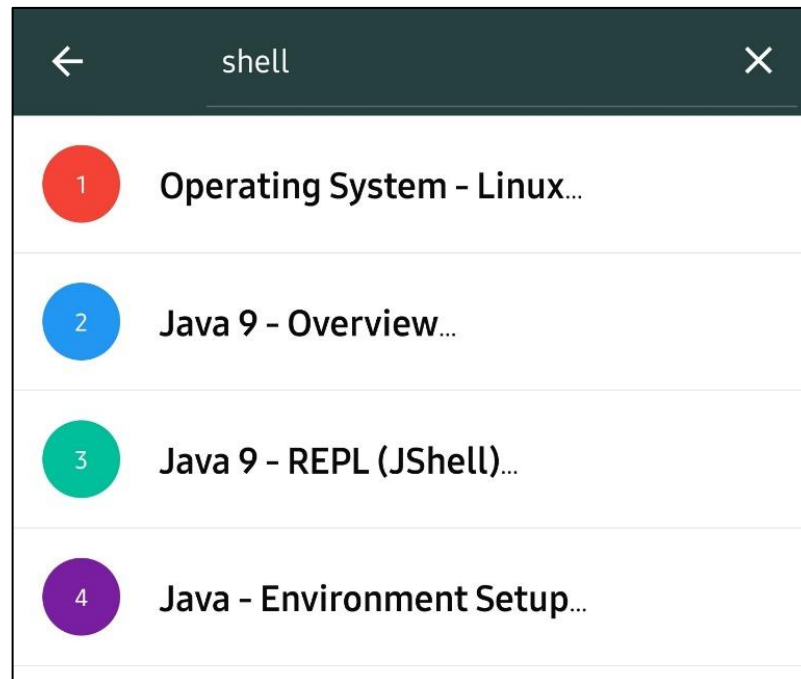 shell
1 Operating System - Linux...
2 Java 9 - Overview...
3 Java 9 - REPL (JShell)...
4 Java - Environment Setup...